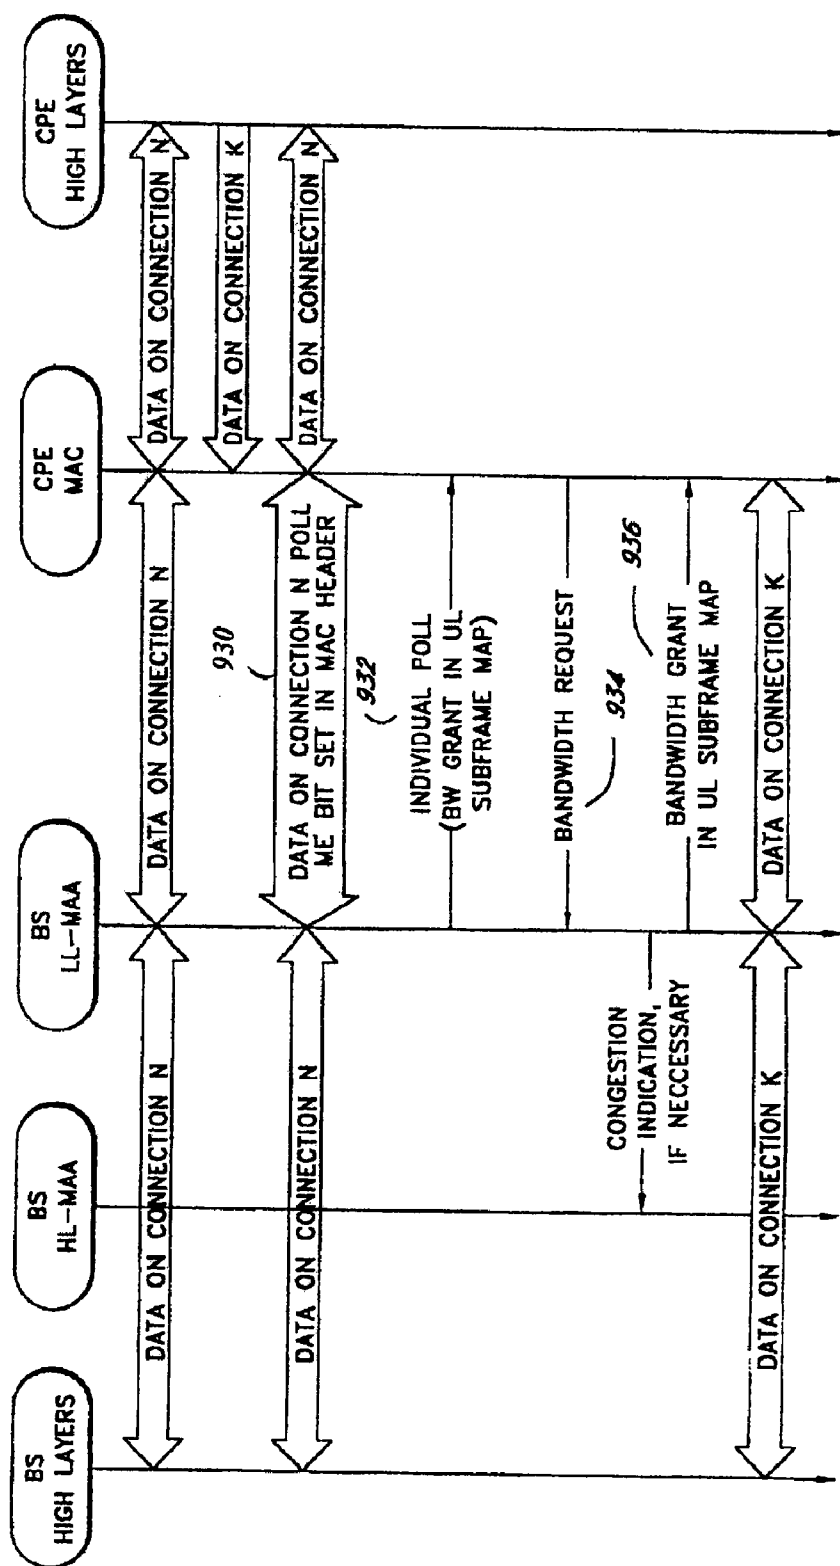 BS
HIGH LAYERS
BS
HL-MAA
BS
LL-MAA
CPE
MAC
CPE
HIGH LAYERS
DATA ON CONNECTION N
DATA ON CONNECTION N
DATA ON CONNECTION N
DATA ON CONNECTION K
930
DATA ON CONNECTION N
DATA ON CONNECTION N POLL
ME BIT SET IN MAC HEADER
DATA ON CONNECTION N
932
INDIVIDUAL POLL
(BW GRANT IN UL
SUBFRAME MAP)
BANDWIDTH REQUEST
934
CONGESTION
INDICATION,
IF NECCESSARY
936
BANDWIDTH GRANT
IN UL SUBFRAME MAP
DATA ON CONNECTION K
DATA ON CONNECTION K